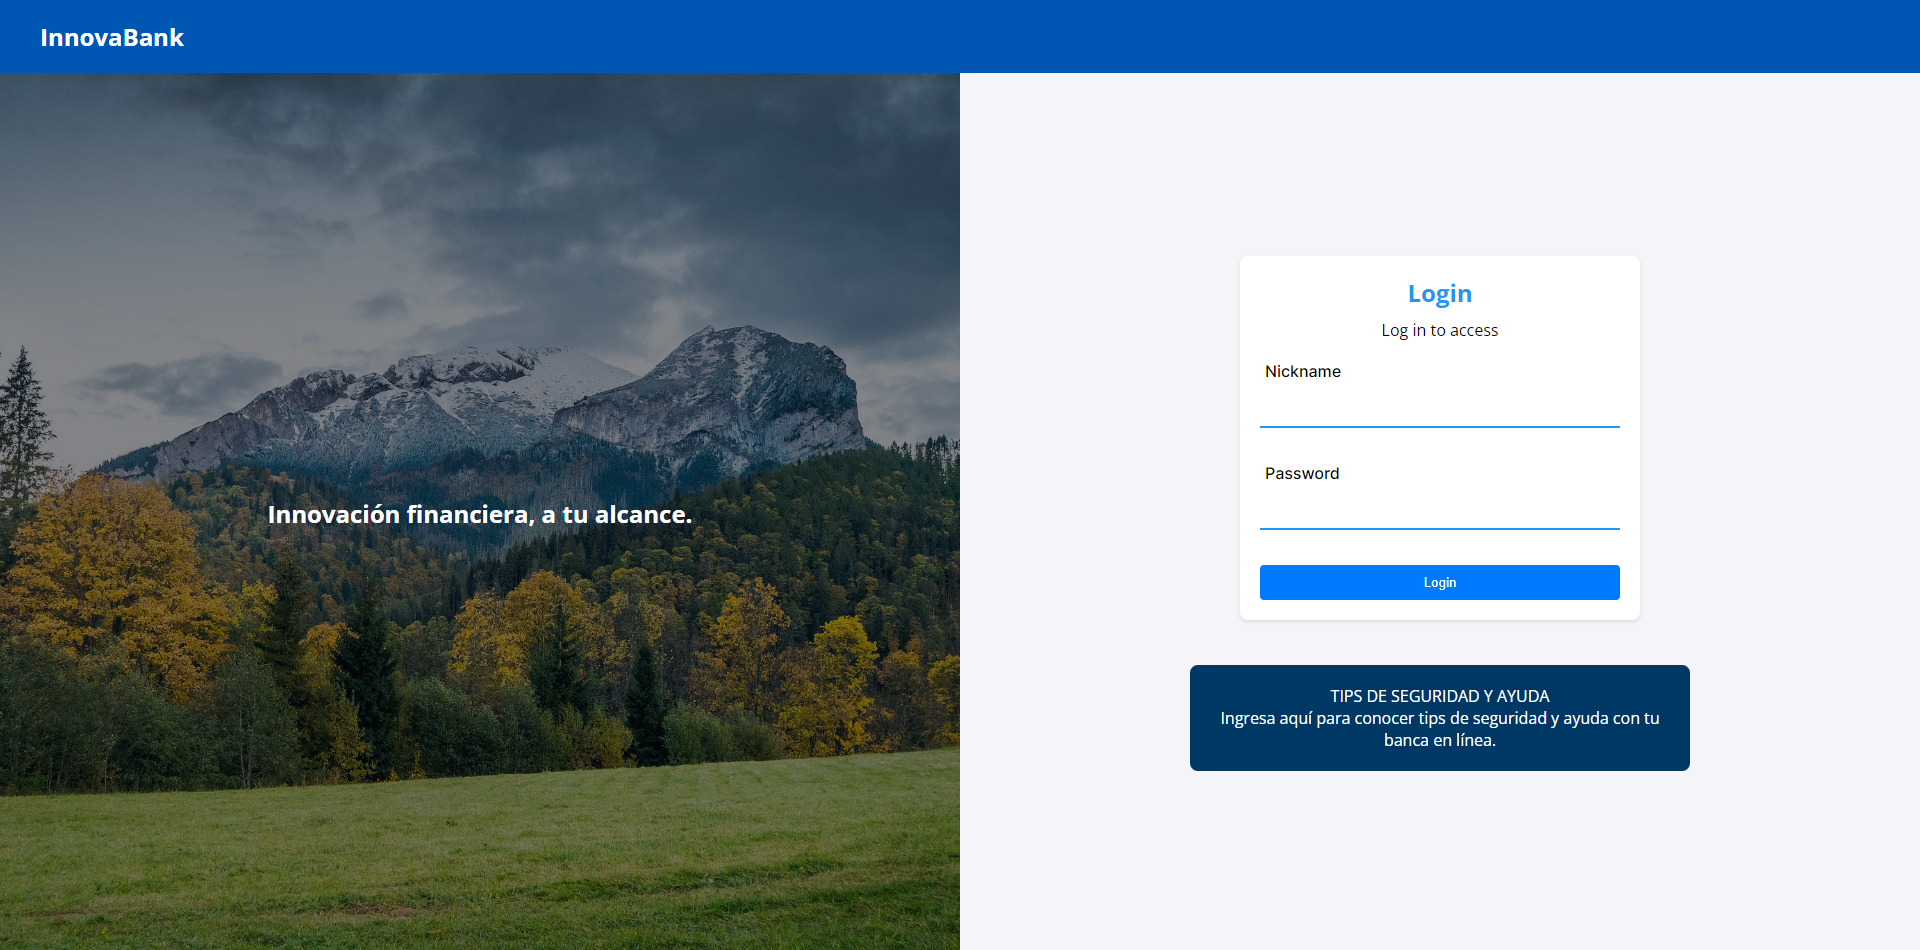 InnovaBank
Innovación financiera, a tu alcance.
Login
Log in to access
Nickname
Password
Login
TIPS DE SEGURIDAD Y AYUDA
Ingresa aquí para conocer tips de seguridad y ayuda con tu
banca en línea.